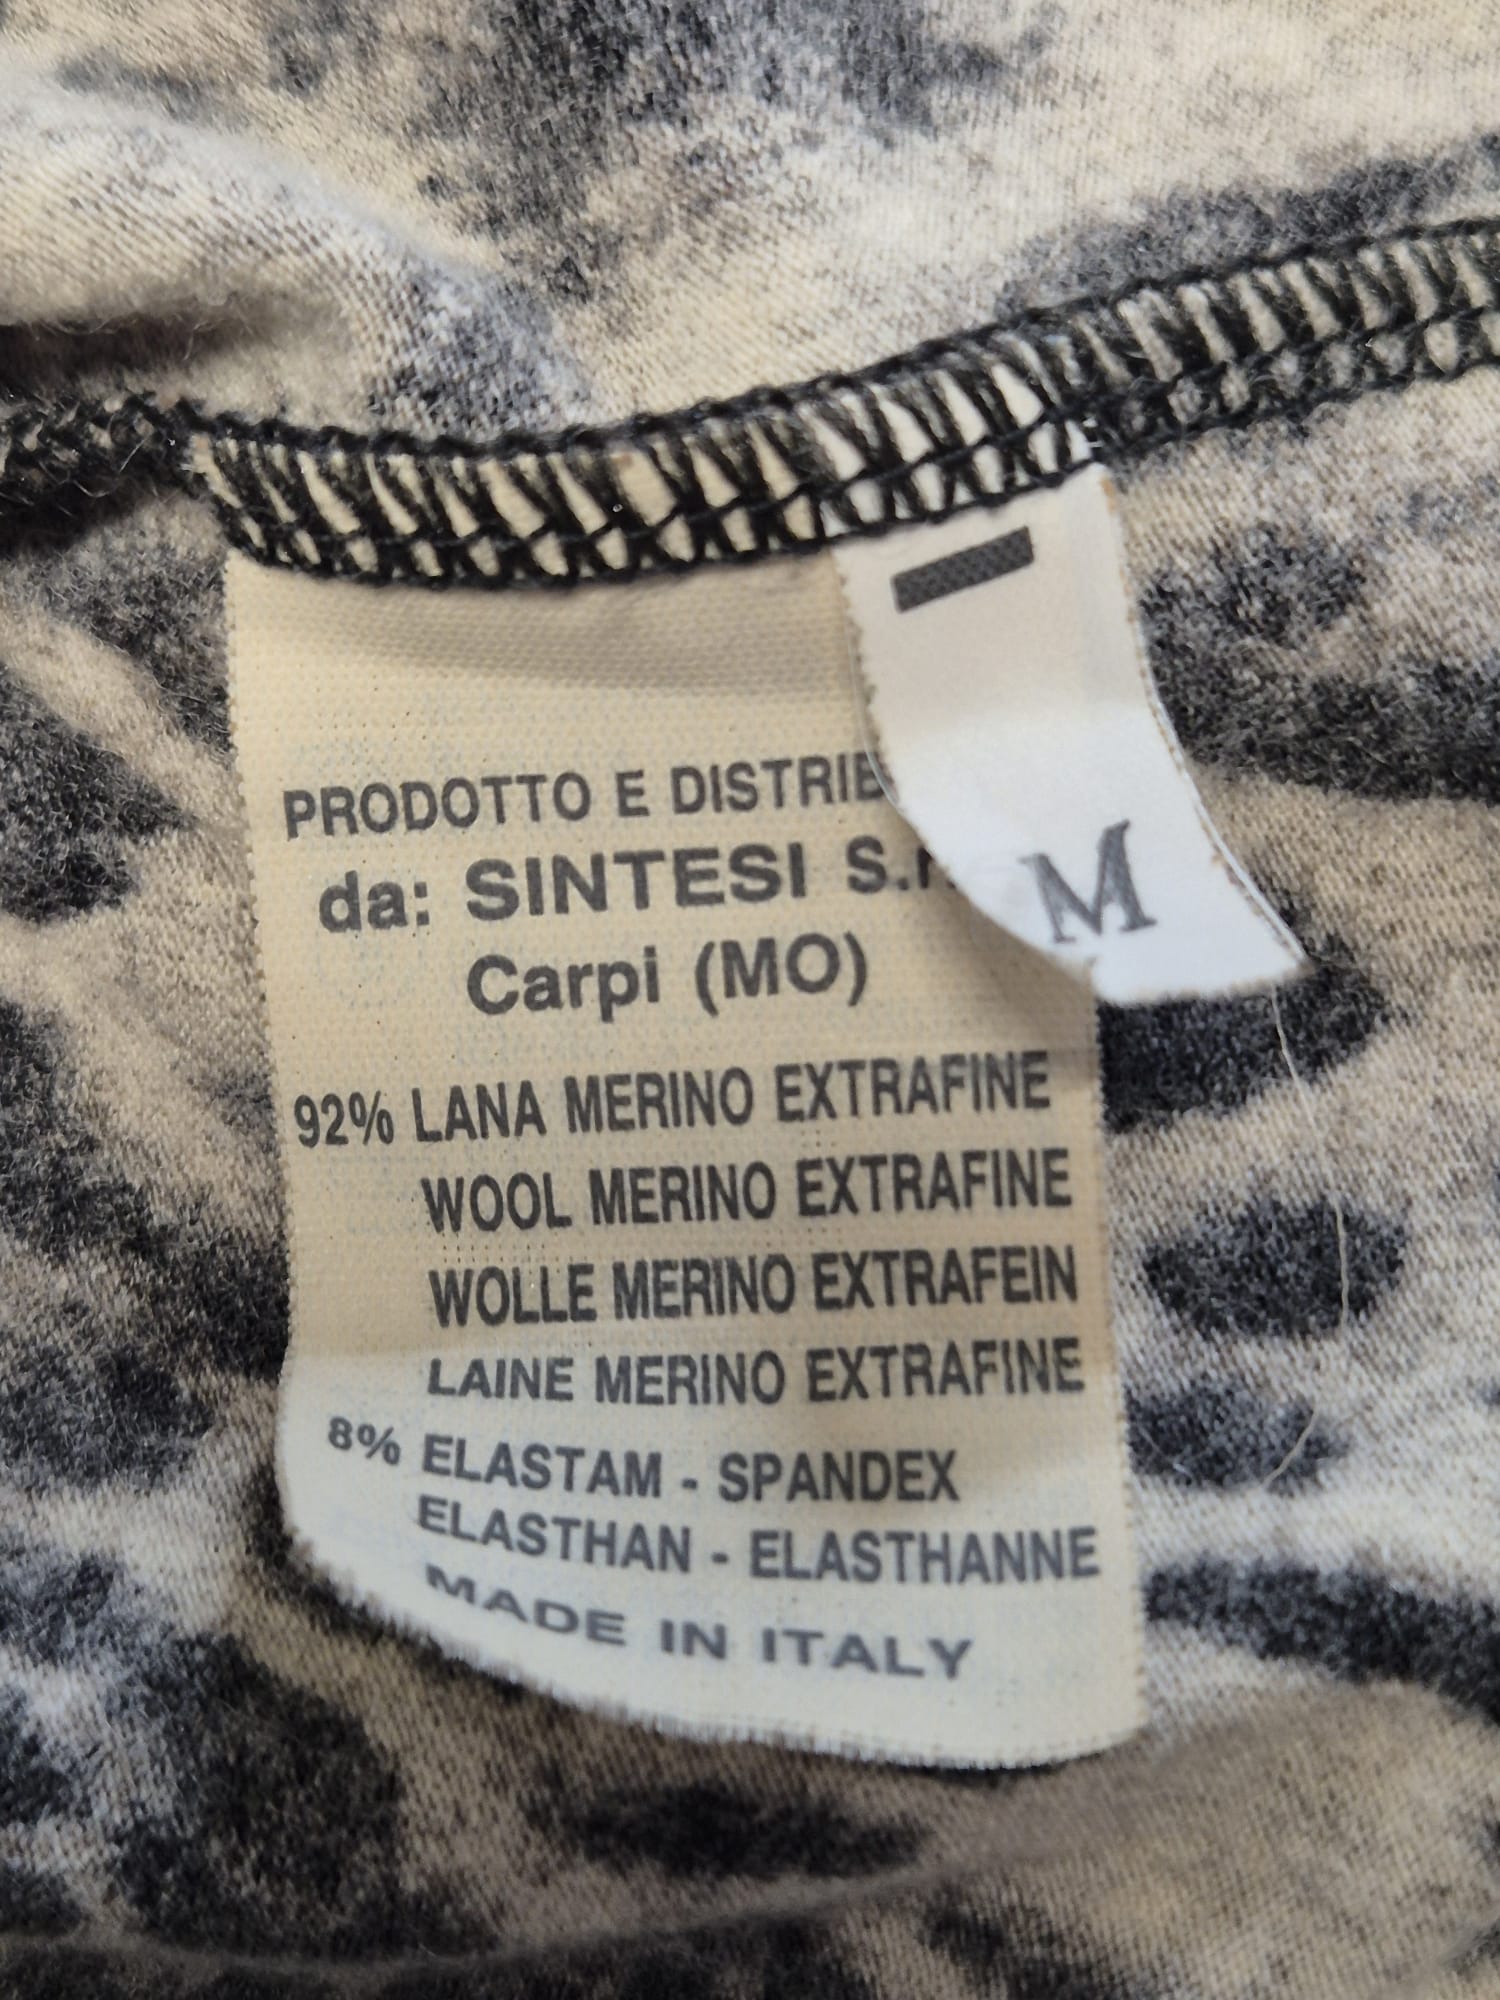 PRODOTTO E
da: SINTESI
Carpi (MO)
M
92% LANA MERINO EXTRAFINE
WOOL MERINO EXTRAFINE
WOLLE MERINO EXTRAFEIN
LAINE MERINO EXTRAFINE
8% ELASTAM - SPANDEX
ELASTHAN - ELASTHANNE
MADE IN ITALY